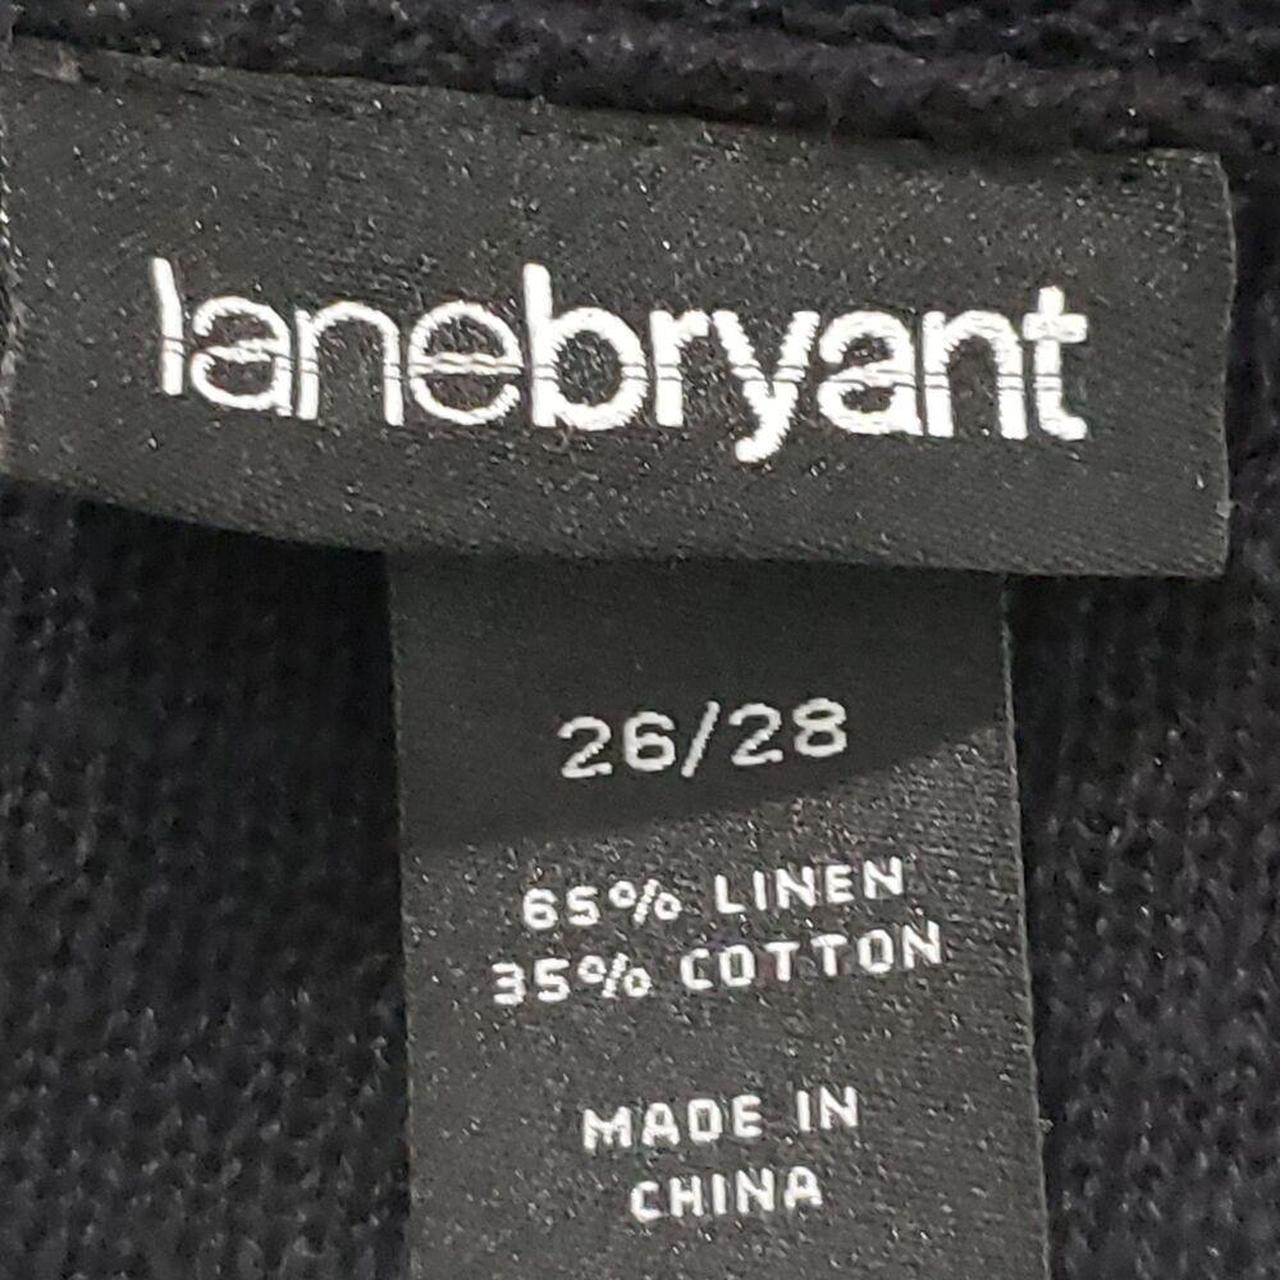 lanebryant
26/28
65% LINEN
35% COTTON
MADE IN
CHINA